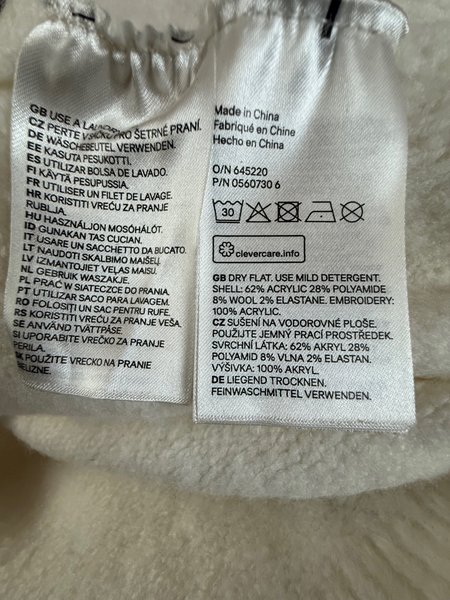 GB USE A
CZ PERTE V SÁČKU PRO ŠETRNÉ PRANÍ.
DE WÄSCHEBEUTEL VERWENDEN.
EE KASUTA PESUKOTTI.
ES UTILIZAR BOLSA DE LAVADO.
FI KÄYTÄ PESUPUSSIA.
FR UTILISER UN FILET DE LAVAGE.
HR KORISTITI VREĆU ZA PRANJE
RUBLJA.
HU HASZNÁLJON MOSÓHÁLÓT.
ID GUNAKAN TAS CUCIAN.
IT USARE UN SACCHETTO DA BUCATO.
LT NAUDOTI SKALBIMO MAIŠELĮ.
LV IZMANTOJIET VEĻAS MAISU.
NL GEBRUIK WASZAKJE.
PL PRAĆ W SIATECZCE DO PRANIA.
PT UTILIZAR SACO PARA LAVAGEM.
RO FOLOSIȚI UN SAC PENTRU RUFE.
RS KORISTITI VREĆU ZA PRANJE VEŠA.
SE ANVÄND TVÄTTPÅSE.
SI UPORABITE VREČKO ZA PRANJE
PERILA.
SK POUŽITE VRECKO NA PRANIE
BIELIZNE.
Made in China
Fabriqué en Chine
Hecho en China
O/N 645220
P/N 0560730 6
30
clevercare.info
GB DRY FLAT. USE MILD DETERGENT.
SHELL: 62% ACRYLIC 28% POLYAMIDE
8% WOOL 2% ELASTANE. EMBROIDERY:
100% ACRYLIC.
CZ SUŠENÍ NA VODOROVNÉ PLOŠE.
POUŽIJTE JEMNÝ PRACÍ PROSTŘEDEK.
SVRCHNÍ LÁTKA: 62% AKRYL 28%
POLYAMID 8% VLNA 2% ELASTAN.
VÝŠIVKA: 100% AKRYL.
DE LIEGEND TROCKNEN.
FEINWASCHMITTEL VERWENDEN.